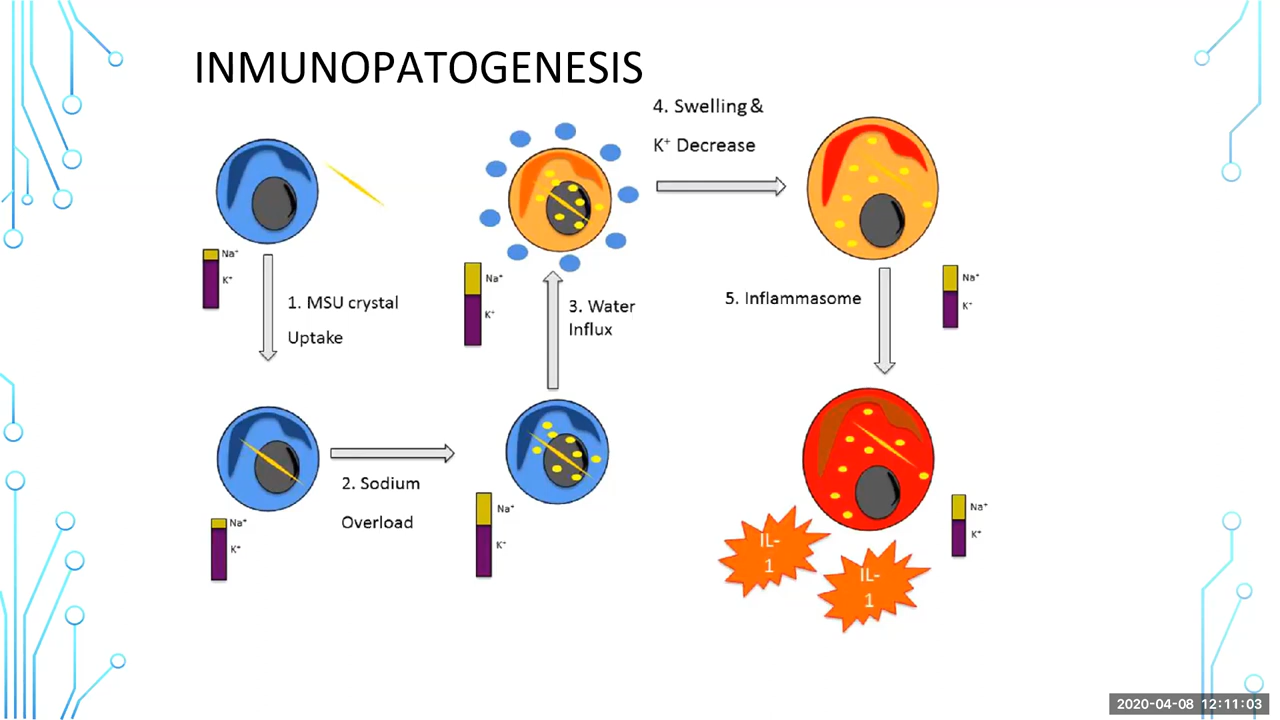 INMUNOPATOGENESIS
4. Swelling &
K⁺ Decrease
Na⁺
K⁺
1. MSU crystal
Uptake
Na⁺
K⁺
3. Water
Influx
5. Inflammasome
Na⁺
K⁺
Na⁺
K⁺
2. Sodium
Overload
Na⁺
K⁺
Na⁺
K⁺
IL-
1
IL-
1
2020-04-08 12:11:03